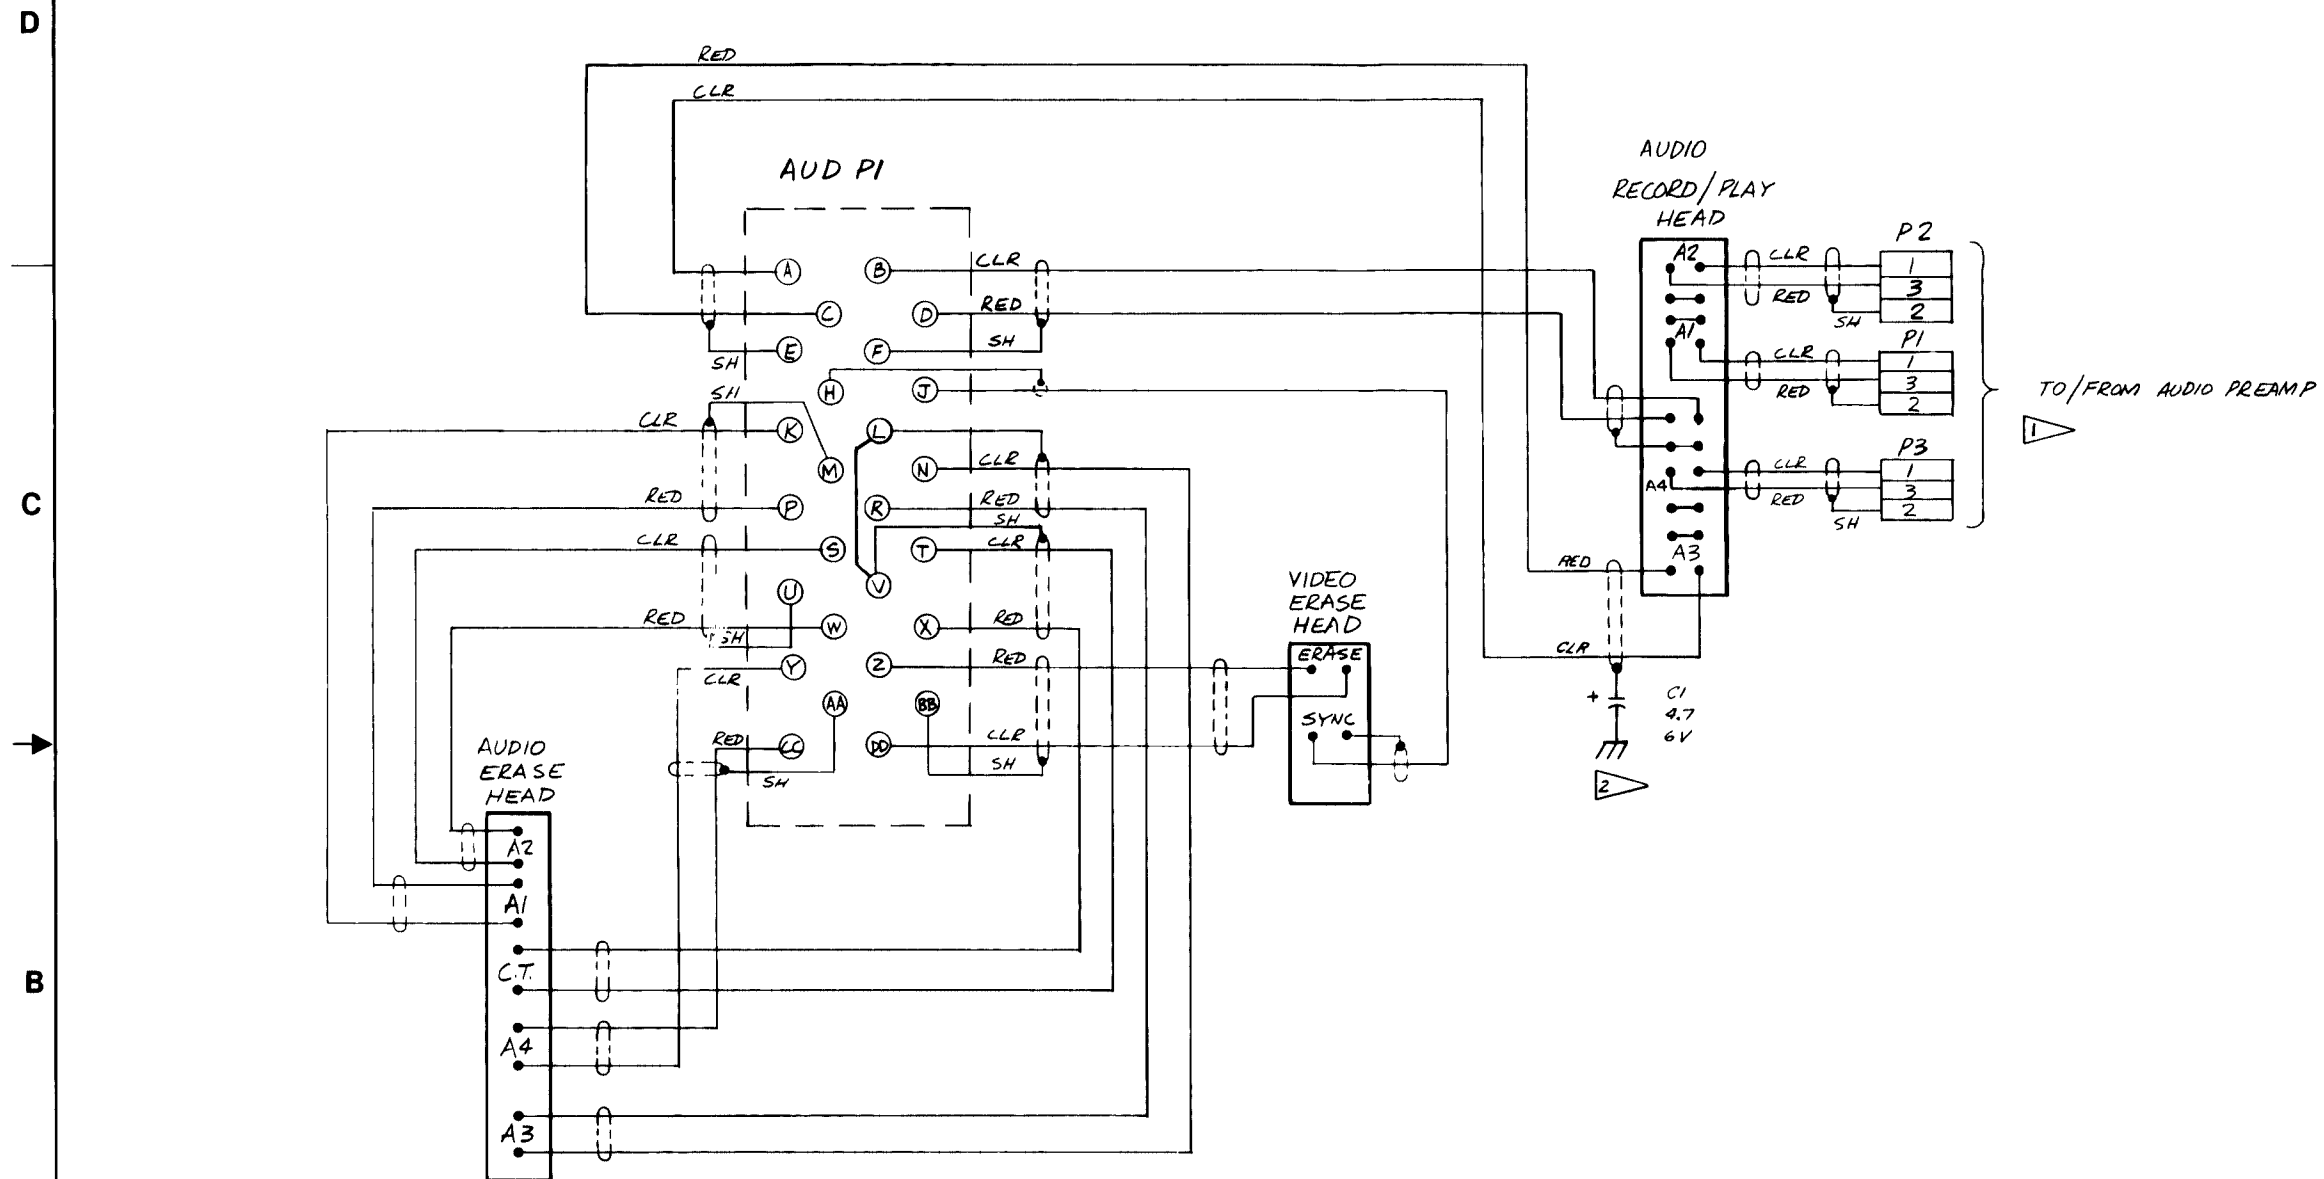 D
RED
CLR
AUD P1
AUDIO
RECORD/PLAY
HEAD
P2
A
B
CLR
A2
CLR
1
C
D
RED
RED
3
SH
2
SH
E
F
SH
A1
P1
CLR
1
H
J
RED
3
2
TO/FROM AUDIO PREAMP
1
SH
CLR
K
L
M
N
CLR
P3
CLR
1
A4
RED
3
SH
2
C
RED
P
R
RED
SH
CLR
S
T
CLR
A3
RED
U
V
VIDEO
ERASE
HEAD
RED
SH
W
X
RED
ERASE
CLR
Y
Z
RED
CLR
AA
BB
SYNC
+
C1
4.7
6V
RED
CC
DD
CLR
SH
SH
2
AUDIO
ERASE
HEAD
A2
A1
B
C.T.
A4
A3